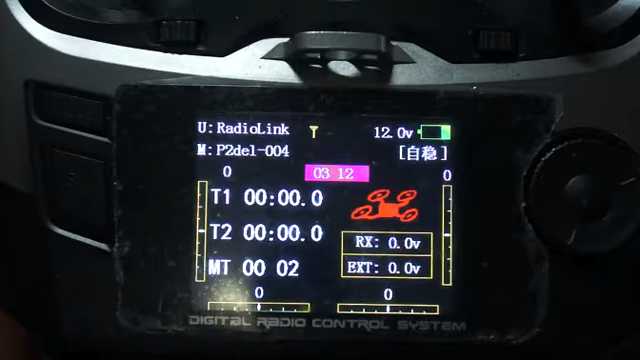 U:RadioLink 12.0v
M:P2del-004 [自稳]
0 03 12 0
T1 00:00.0
T2 00:00.0
RX: 0.0v
MT 00 02
EXT: 0.0v
0 0
DIGITAL RADIO CONTROL SYSTEM